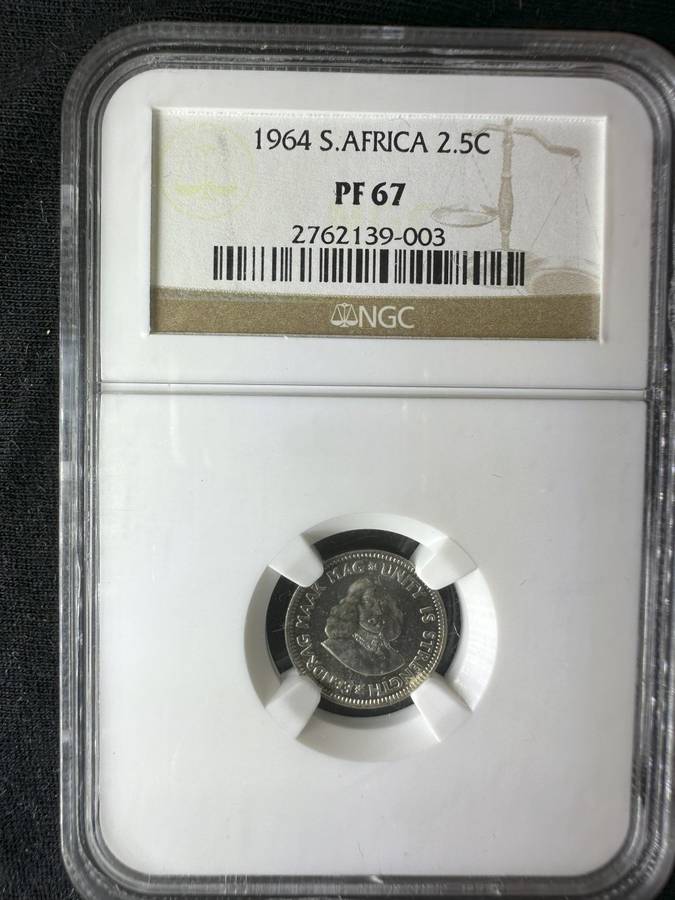 1964 S.AFRICA 2.5C
PF 67
2762139-003
NGC
EENDRAG MAAK MAG * UNITY IS STRENGTH *